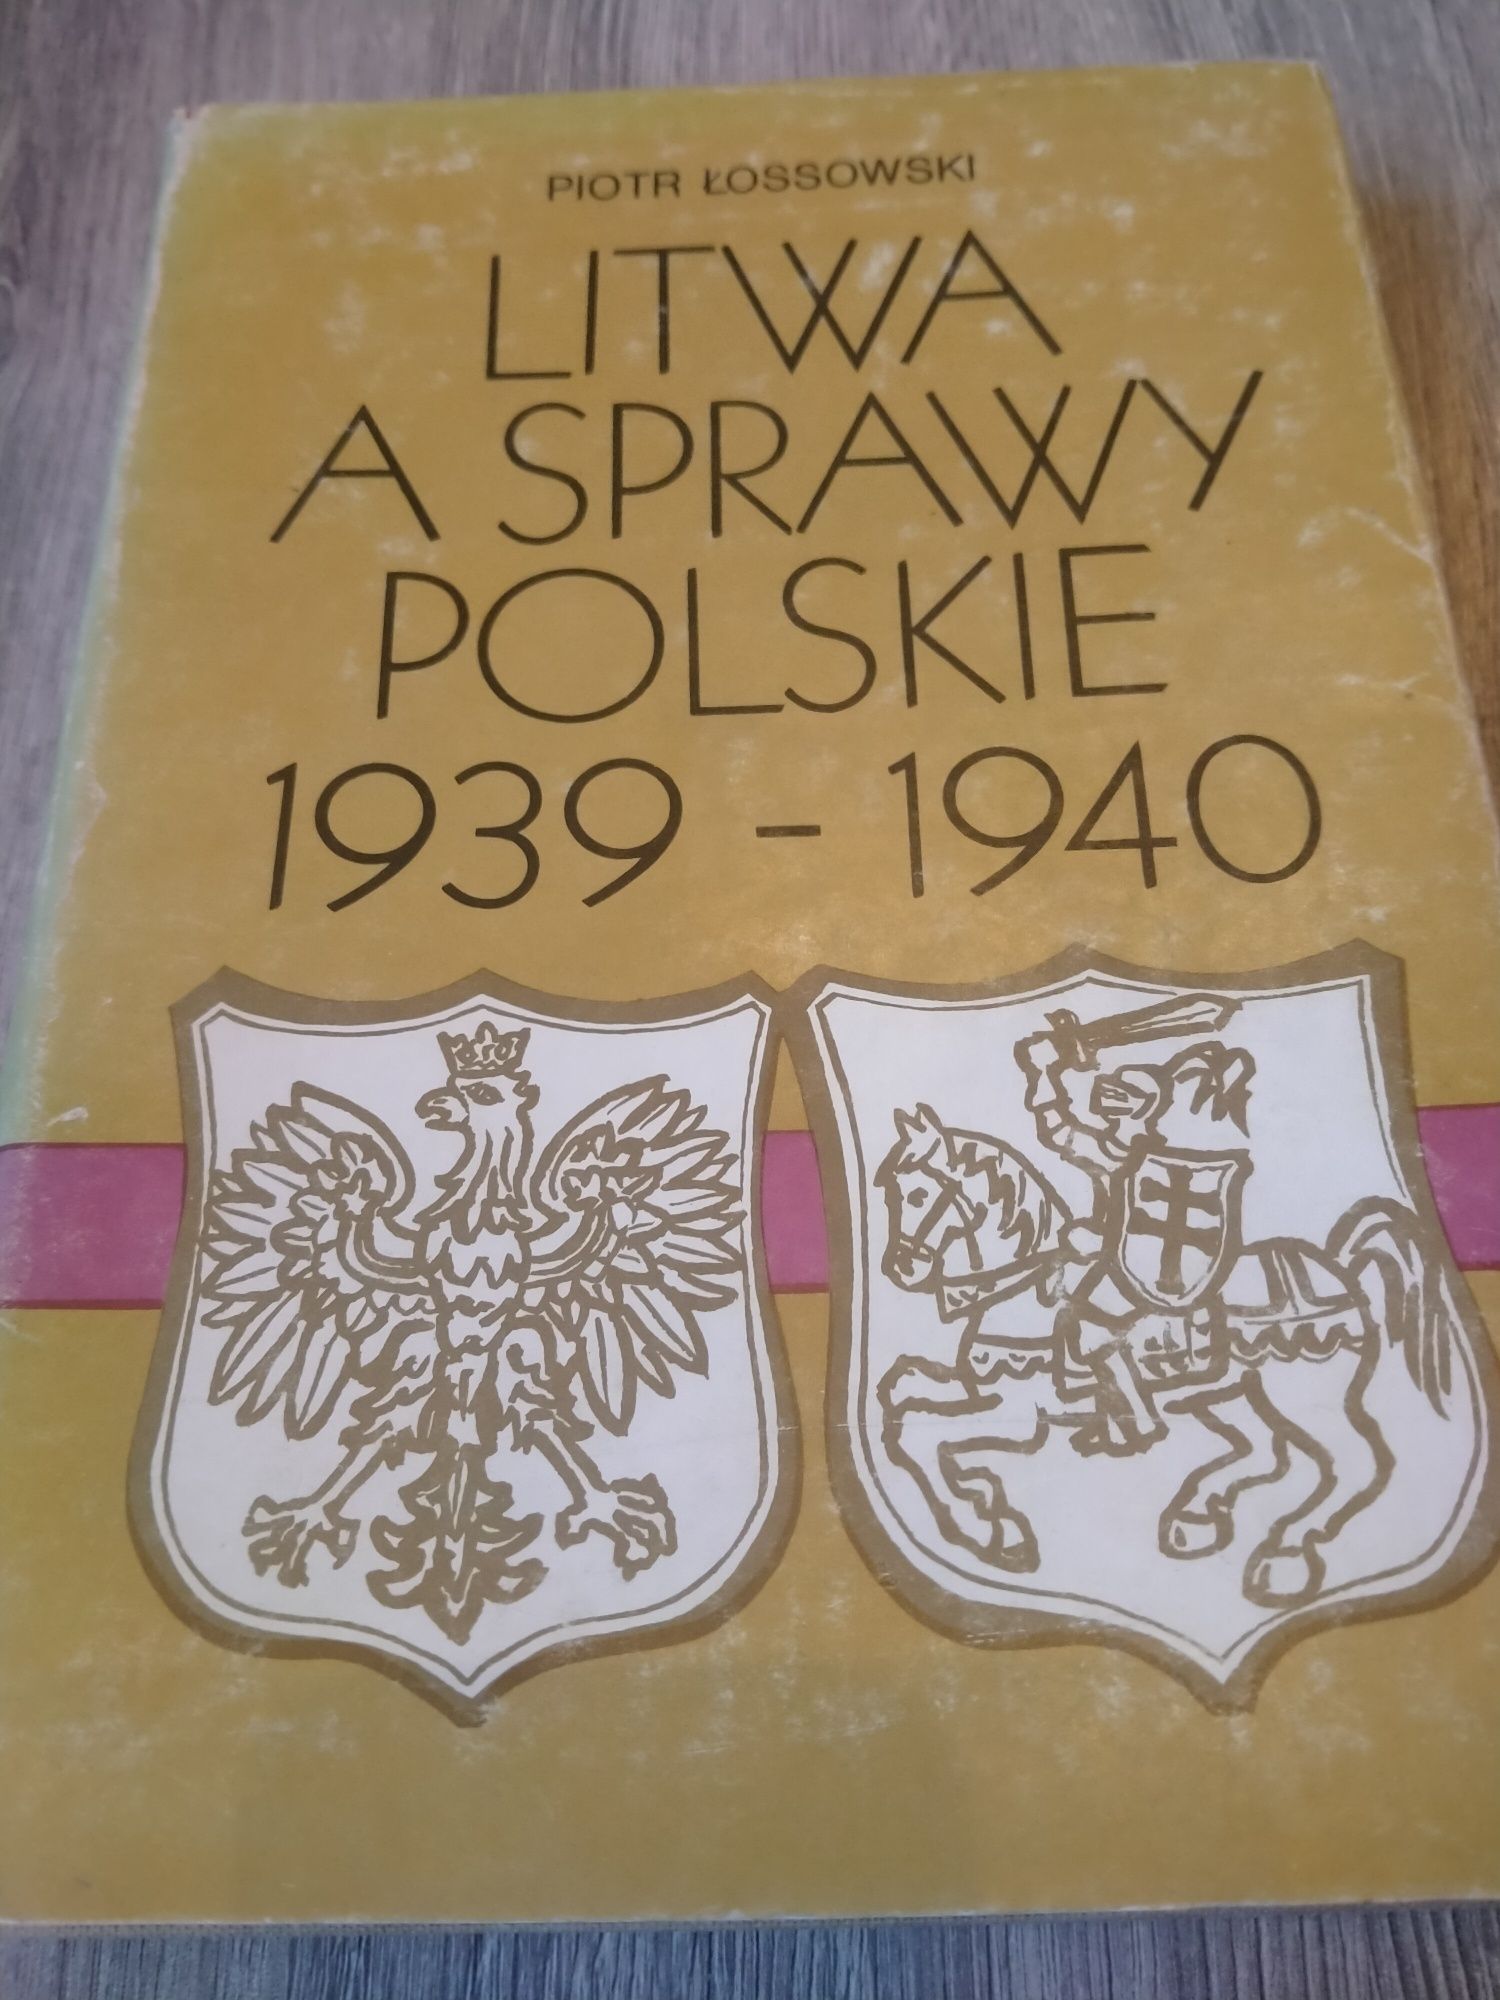 PIOTR ŁOSSOWSKI
LITWA
A SPRAWY
POLSKIE
1939 - 1940